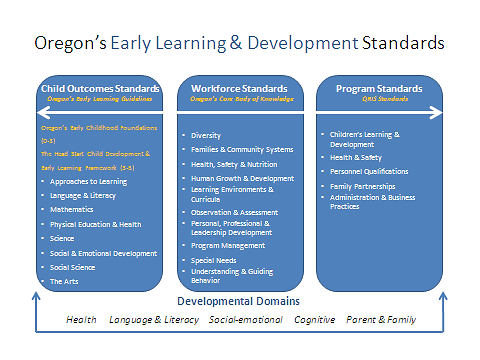 Oregon's Early Learning & Development Standards
Child Outcomes Standards
Oregon's Early Learning Guidelines
Oregon's Early Childhood Foundations
(0-3)
The Head Start Child Development &
Early Learning Framework (3-5)
• Approaches to Learning
• Language & Literacy
• Mathematics
• Physical Education & Health
• Science
• Social & Emotional Development
• Social Science
• The Arts
Workforce Standards
Oregon's Core Body of Knowledge
• Diversity
• Families & Community Systems
• Health, Safety & Nutrition
• Human Growth & Development
• Learning Environments &
Curricula
• Observation & Assessment
• Personal, Professional &
Leadership Development
• Program Management
• Special Needs
• Understanding & Guiding
Behavior
Program Standards
QRIS Standards
• Children's Learning &
Development
• Health & Safety
• Personnel Qualifications
• Family Partnerships
• Administration & Business
Practices
Developmental Domains
Health Language & Literacy Social-emotional Cognitive Parent & Family